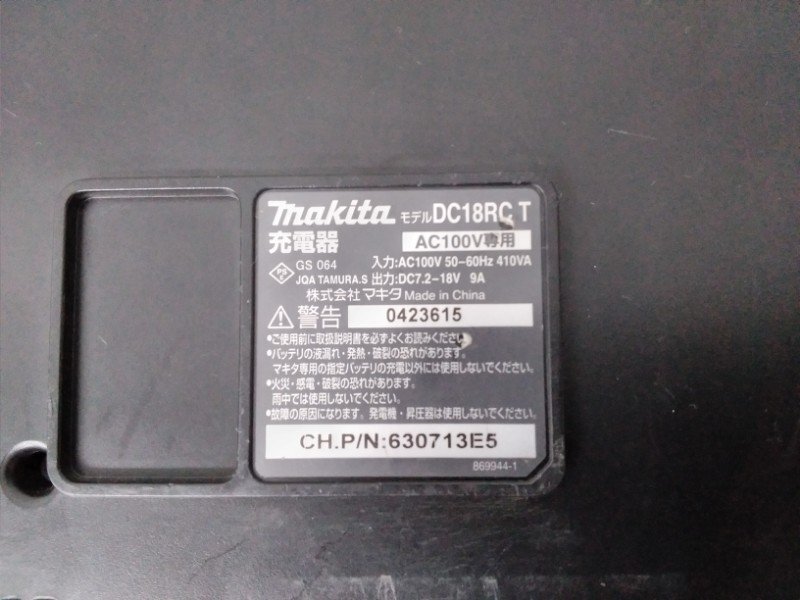 makita モデル DC18RC T
充電器 AC100V専用
PS E GS 064 入力:AC100V 50-60Hz 410VA
JQA TAMURA.S 出力:DC7.2-18V 9A
株式会社マキタ Made in China
警告 0423615
•ご使用前に取扱説明書を必ずよくお読みください。
•バッテリの液漏れ・発熱・破裂の恐れがあります。
マキタ専用の指定バッテリの充電以外には使用しないでください。
•火災・感電・破裂の恐れがあります。
雨中では使用しないでください。
•故障の原因になります。発電機・昇圧器は使用しないでください。
CH.P/N:630713E5
869944-1